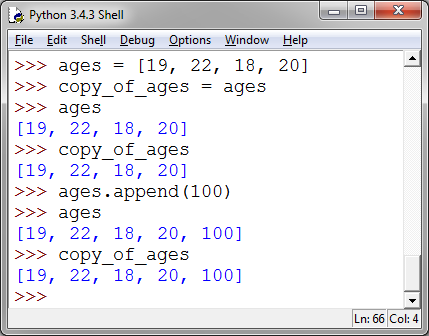 Python 3.4.3 Shell
File Edit Shell Debug Options Window Help
>>> ages = [19, 22, 18, 20]
>>> copy_of_ages = ages
>>> ages
[19, 22, 18, 20]
>>> copy_of_ages
[19, 22, 18, 20]
>>> ages.append(100)
>>> ages
[19, 22, 18, 20, 100]
>>> copy_of_ages
[19, 22, 18, 20, 100]
>>>
Ln: 66 Col: 4